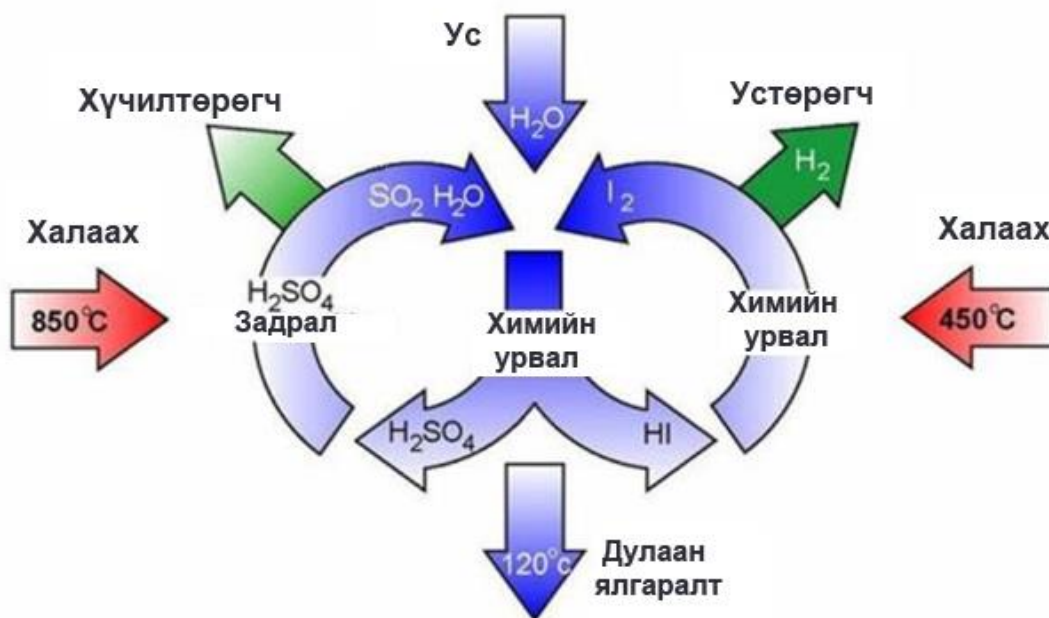 Ус
H₂O
Хүчилтөрөгч
Устөрөгч
H₂
SO₂ H₂O
I₂
Халаах
850°C
H₂SO₄
Задрал
Химийн
урвал
Химийн
урвал
Халаах
450°C
H₂SO₄
HI
120°c
Дулаан
ялгаралт